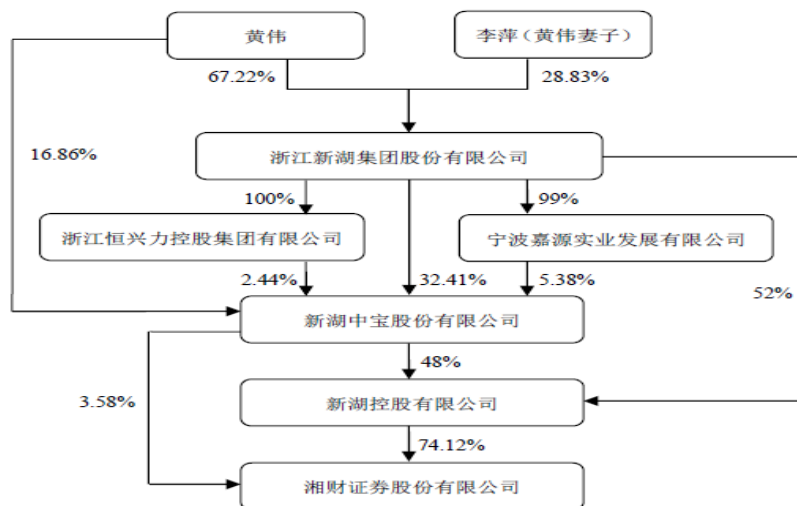 黄伟
李萍（黄伟妻子）
67.22%
28.83%
16.86%
浙江新湖集团股份有限公司
100%
99%
浙江恒兴力控股集团有限公司
宁波嘉源实业发展有限公司
2.44%
32.41%
5.38%
52%
新湖中宝股份有限公司
48%
3.58%
新湖控股有限公司
74.12%
湘财证券股份有限公司